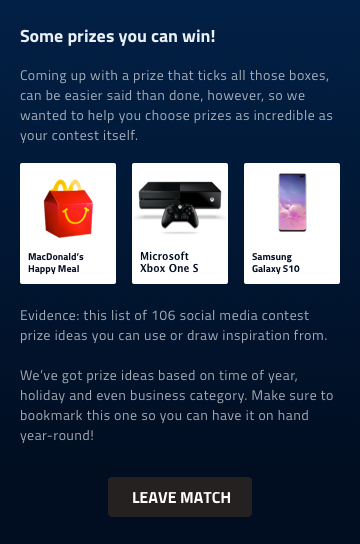 Some prizes you can win!
Coming up with a prize that ticks all those boxes,
can be easier said than done, however, so we
wanted to help you choose prizes as incredible as
your contest itself.
MacDonald's
Happy Meal
Microsoft
Xbox One S
Samsung
Galaxy S10
Evidence: this list of 106 social media contest
prize ideas you can use or draw inspiration from.
We've got prize ideas based on time of year,
holiday and even business category. Make sure to
bookmark this one so you can have it on hand
year-round!
LEAVE MATCH